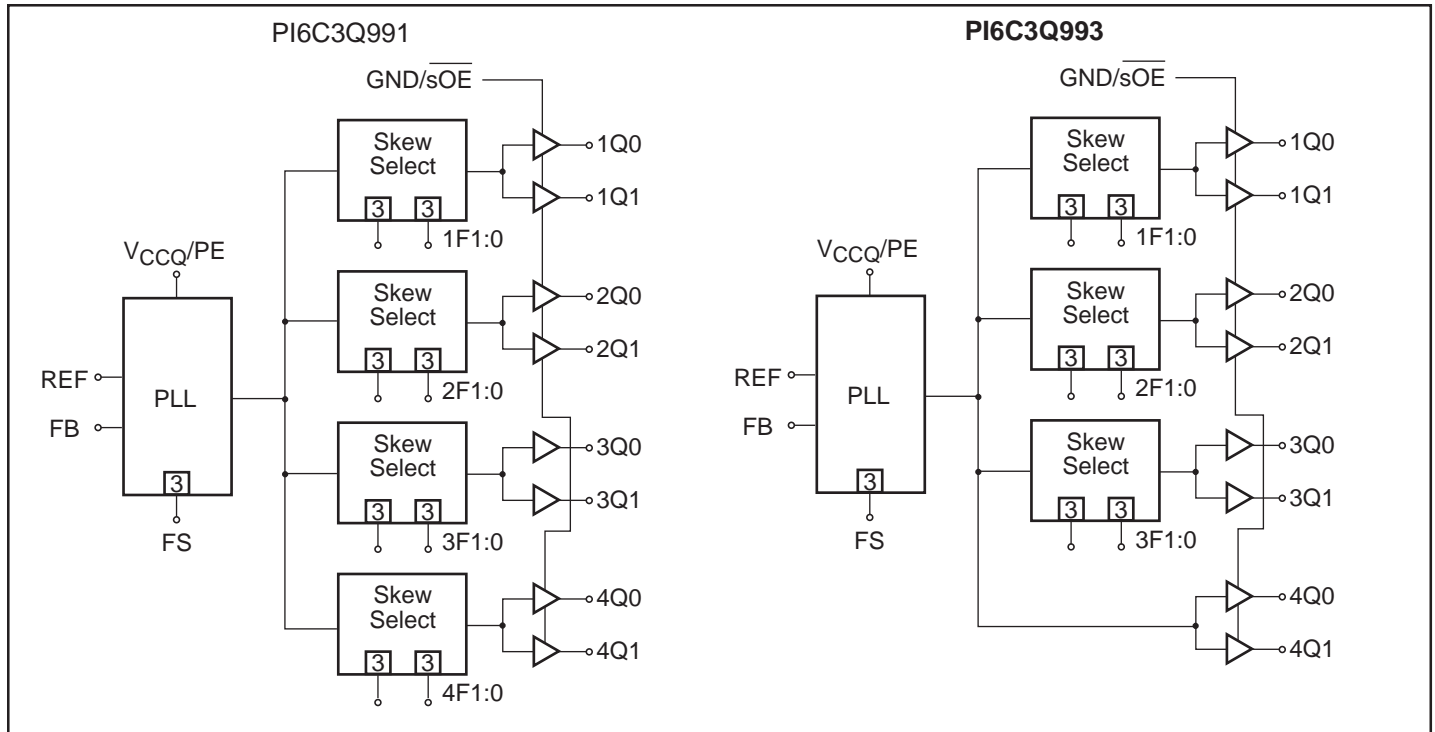 PI6C3Q991
GND/sOE
Skew
Select
3 3
1F1:0
1Q0
1Q1
VCCQ/PE
Skew
Select
3 3
2F1:0
2Q0
2Q1
REF
FB
PLL
3
FS
Skew
Select
3 3
3F1:0
3Q0
3Q1
Skew
Select
3 3
4F1:0
4Q0
4Q1
PI6C3Q993
GND/sOE
Skew
Select
3 3
1F1:0
1Q0
1Q1
VCCQ/PE
Skew
Select
3 3
2F1:0
2Q0
2Q1
REF
FB
PLL
3
FS
Skew
Select
3 3
3F1:0
3Q0
3Q1
4Q0
4Q1